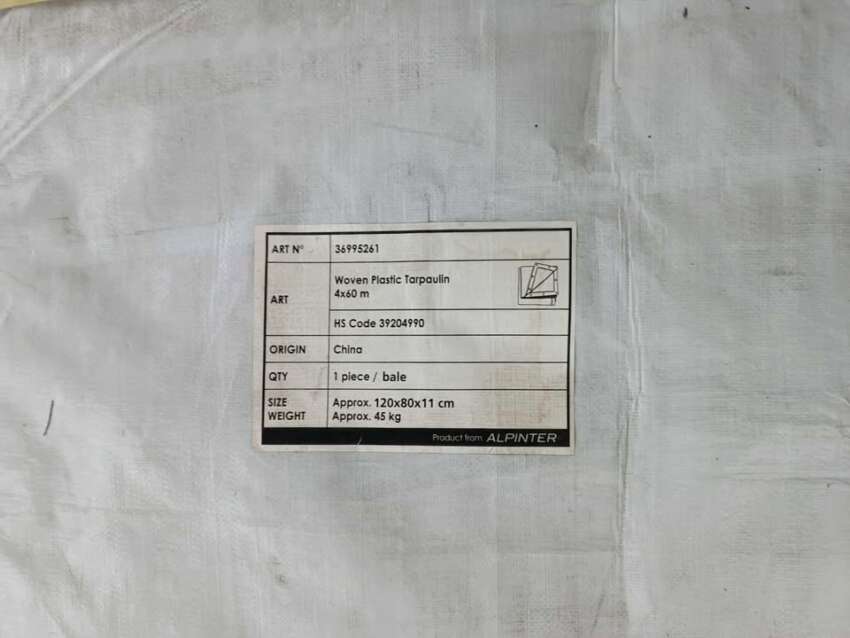 ART N° 36995261
ART
Woven Plastic Tarpaulin
4x60 m
HS Code 39204990
ORIGIN China
QTY 1 piece / bale
SIZE Approx. 120x80x11 cm
WEIGHT Approx. 45 kg
Product from ALPINTER